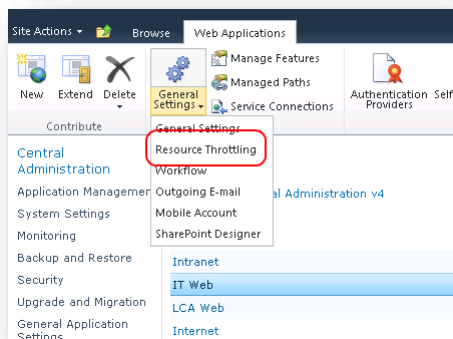 Site Actions Browse Web Applications
Manage Features
Managed Paths
Service Connections
New Extend Delete General Settings Authentication Providers Self
Contribute
General Settings
Resource Throttling
Workflow
Outgoing E-mail
Mobile Account
SharePoint Designer
Central
Administration
Application Managemen
System Settings
Monitoring
Backup and Restore
Security
Upgrade and Migration
General Application
Settings
al Administration v4
Intranet
IT Web
LCA Web
Internet